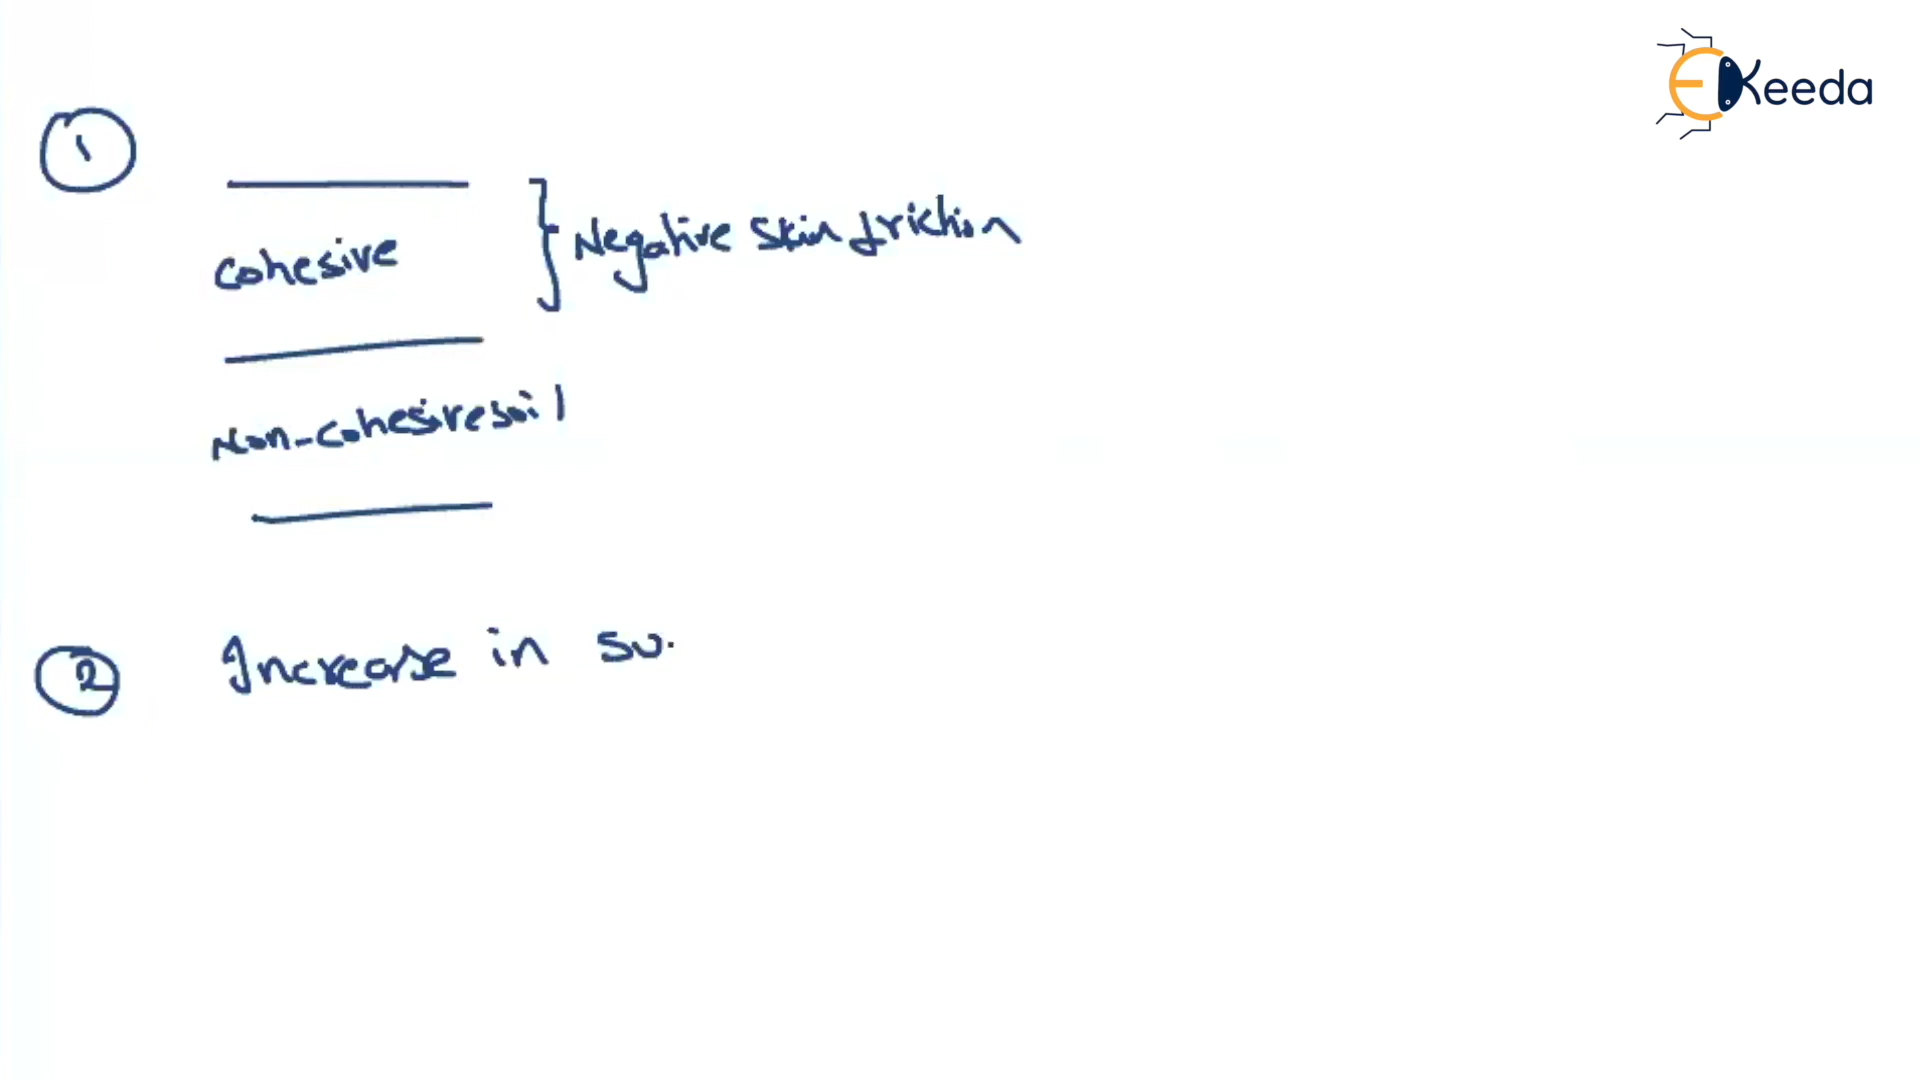 EKeeda
1
cohesive
Negative skin friction
Non-cohesive soil
2
Increase in su.